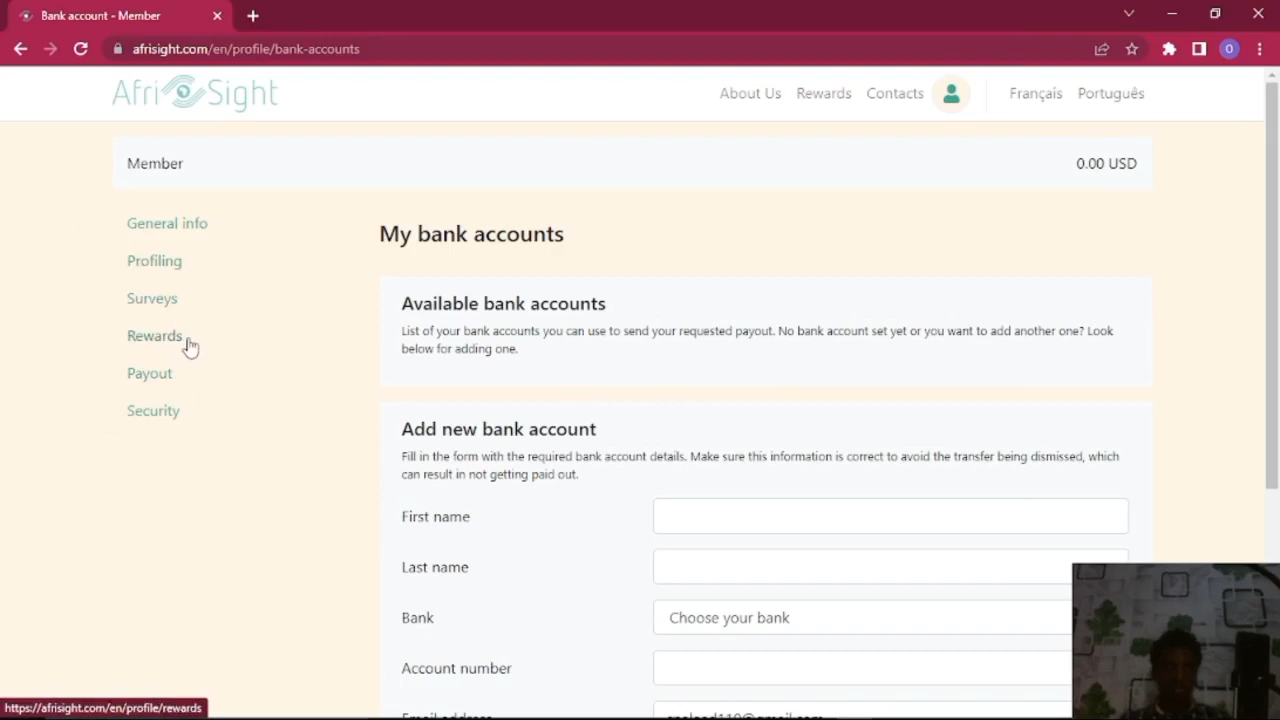 Bank account - Member
afrisight.com/en/profile/bank-accounts
O
Afri Sight
About Us Rewards Contacts Français Português
Member 0.00 USD
General info
Profiling
Surveys
Rewards
Payout
Security
My bank accounts
Available bank accounts
List of your bank accounts you can use to send your requested payout. No bank account set yet or you want to add another one? Look
below for adding one.
Add new bank account
Fill in the form with the required bank account details. Make sure this information is correct to avoid the transfer being dismissed, which
can result in not getting paid out.
First name
Last name
Bank Choose your bank
Account number
Email address
https://afrisight.com/en/profile/rewards